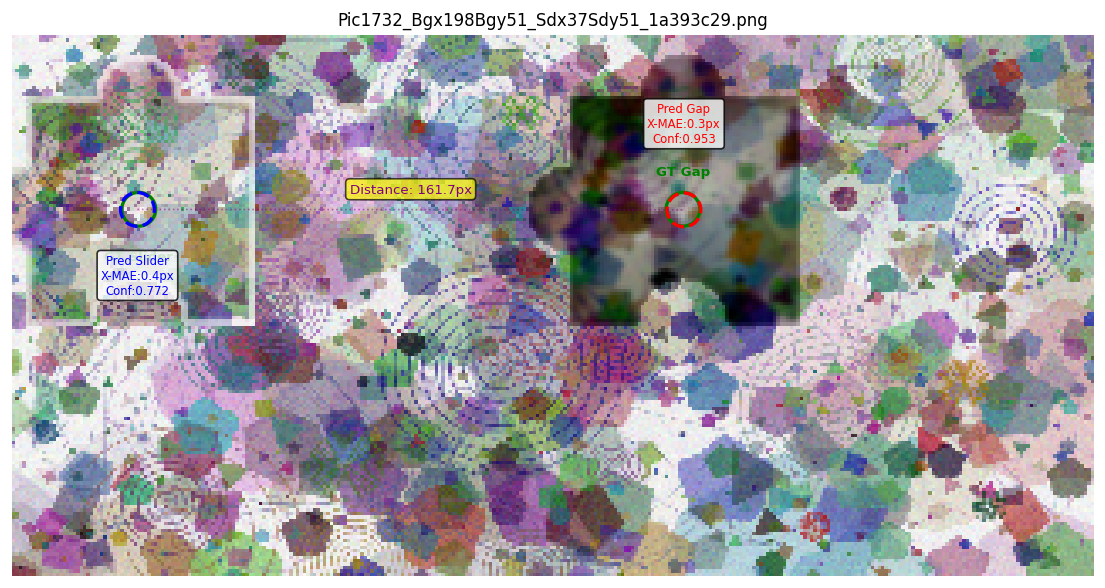 Pic1732_Bgx198Bgy51_Sdx37Sdy51_1a393c29.png
Pred Gap
X-MAE:0.3px
Conf:0.953
GT Gap
Distance: 161.7px
Pred Slider
X-MAE:0.4px
Conf:0.772